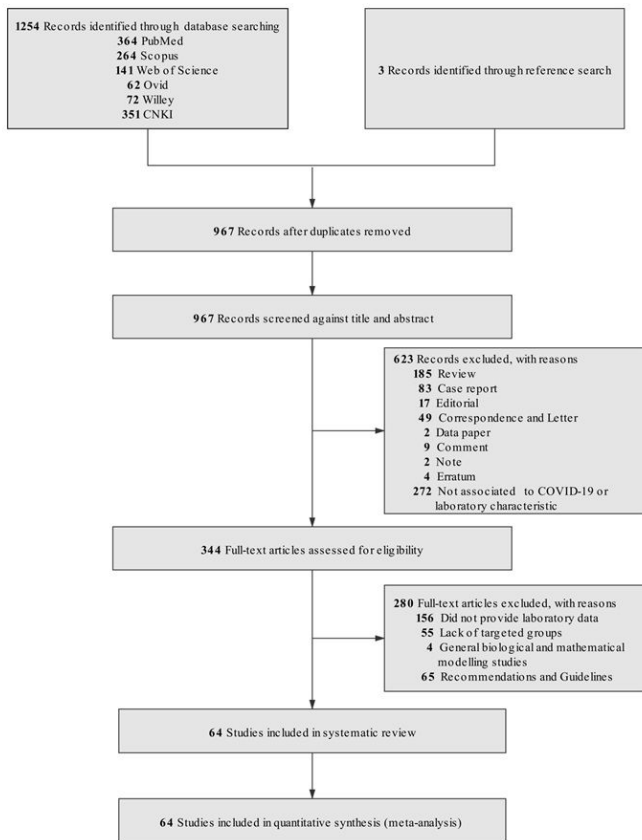 1254 Records identified through database searching
364 PubMed
264 Scopus
141 Web of Science
62 Ovid
72 Willey
351 CNKI
3 Records identified through reference search
967 Records after duplicates removed
967 Records screened against title and abstract
623 Records excluded, with reasons
185 Review
83 Case report
17 Editorial
49 Correspondence and Letter
2 Data paper
9 Comment
2 Note
4 Erratum
272 Not associated to COVID-19 or
laboratory characteristic
344 Full-text articles assessed for eligibility
280 Full-text articles excluded, with reasons
156 Did not provide laboratory data
55 Lack of targeted groups
4 General biological and mathematical
modelling studies
65 Recommendations and Guidelines
64 Studies included in systematic review
64 Studies included in quantitative synthesis (meta-analysis)